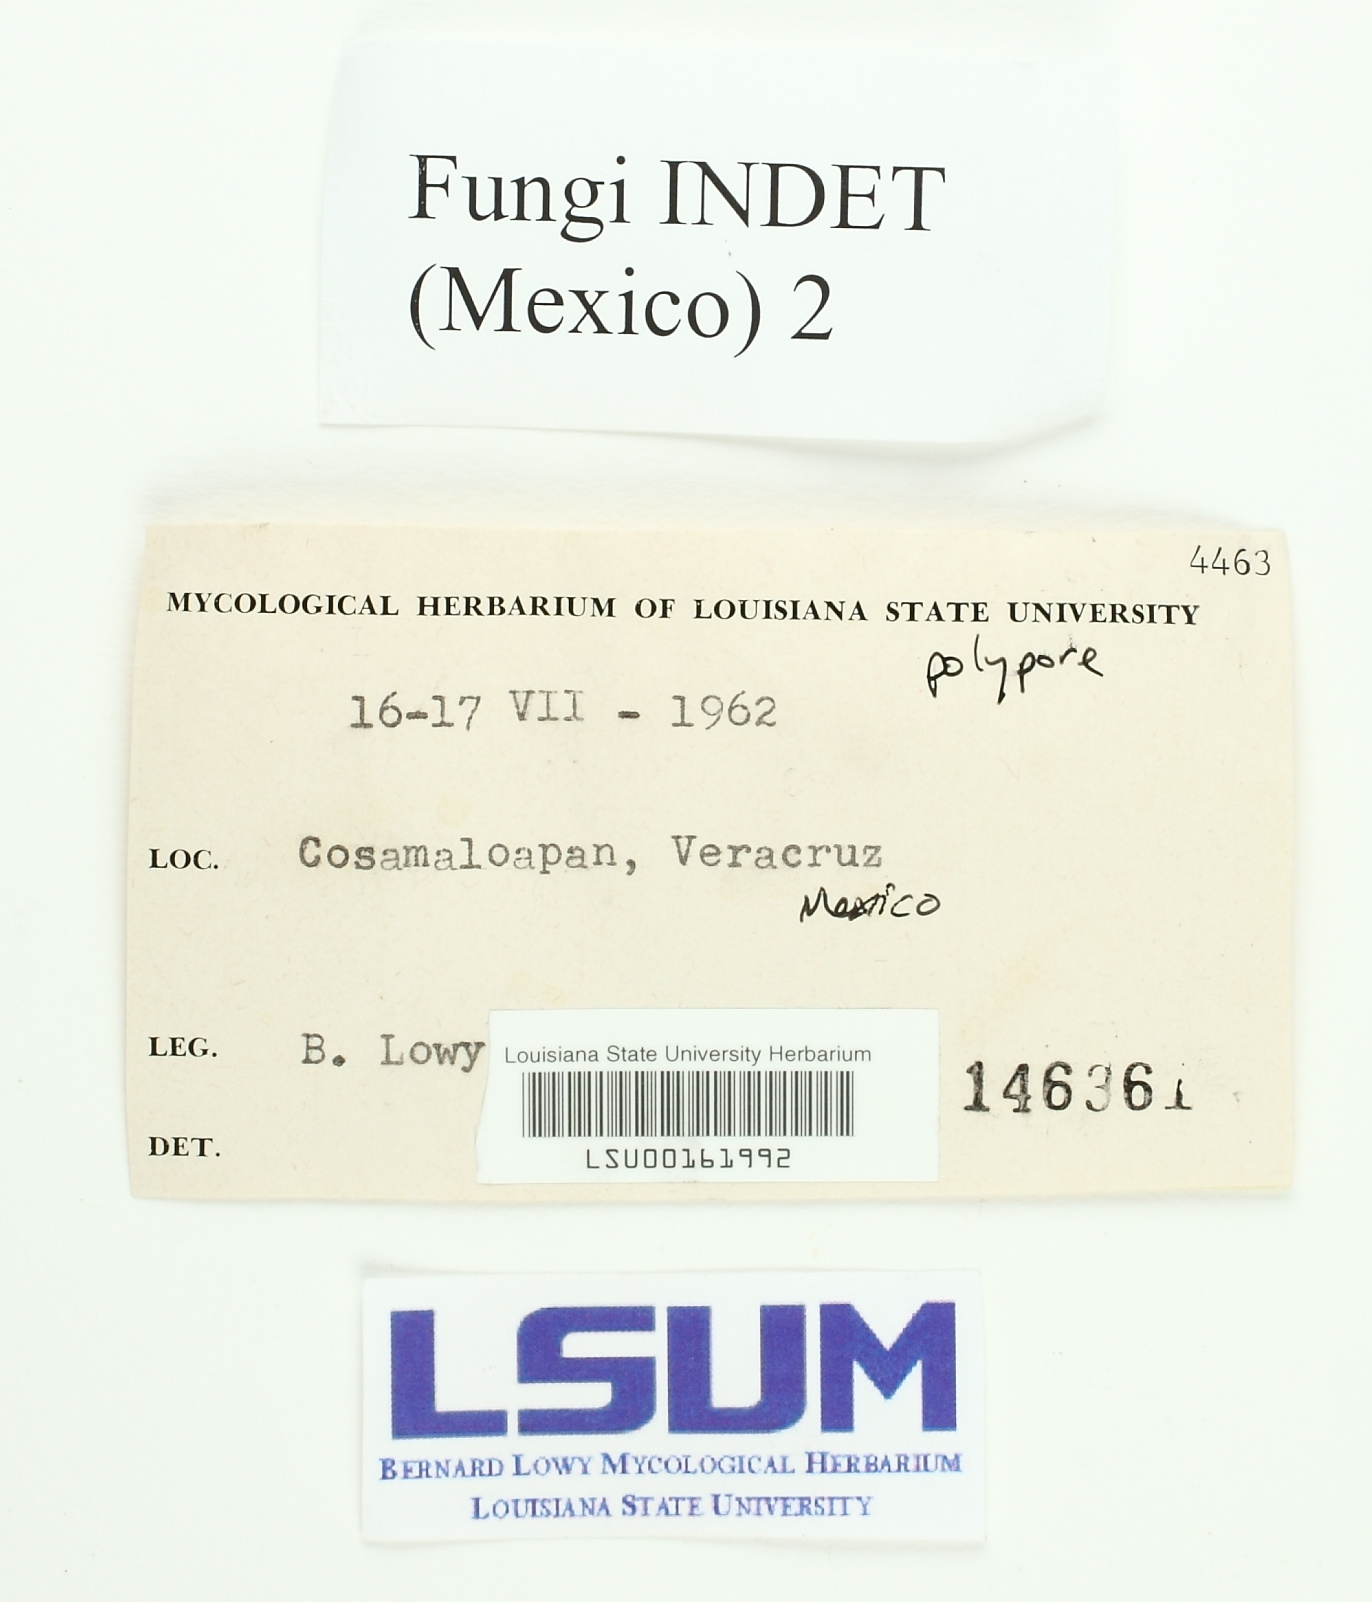 Fungi INDET
(Mexico) 2
4463
MYCOLOGICAL HERBARIUM OF LOUISIANA STATE UNIVERSITY
polypore
16-17 VII - 1962
LOC. Cosamaloapan, Veracruz
Mexico
LEG. B. Lowy
Louisiana State University Herbarium
146361
LSU00161992
DET.
LSUM
BERNARD LOWY MYCOLOGICAL HERBARIUM
LOUISIANA STATE UNIVERSITY